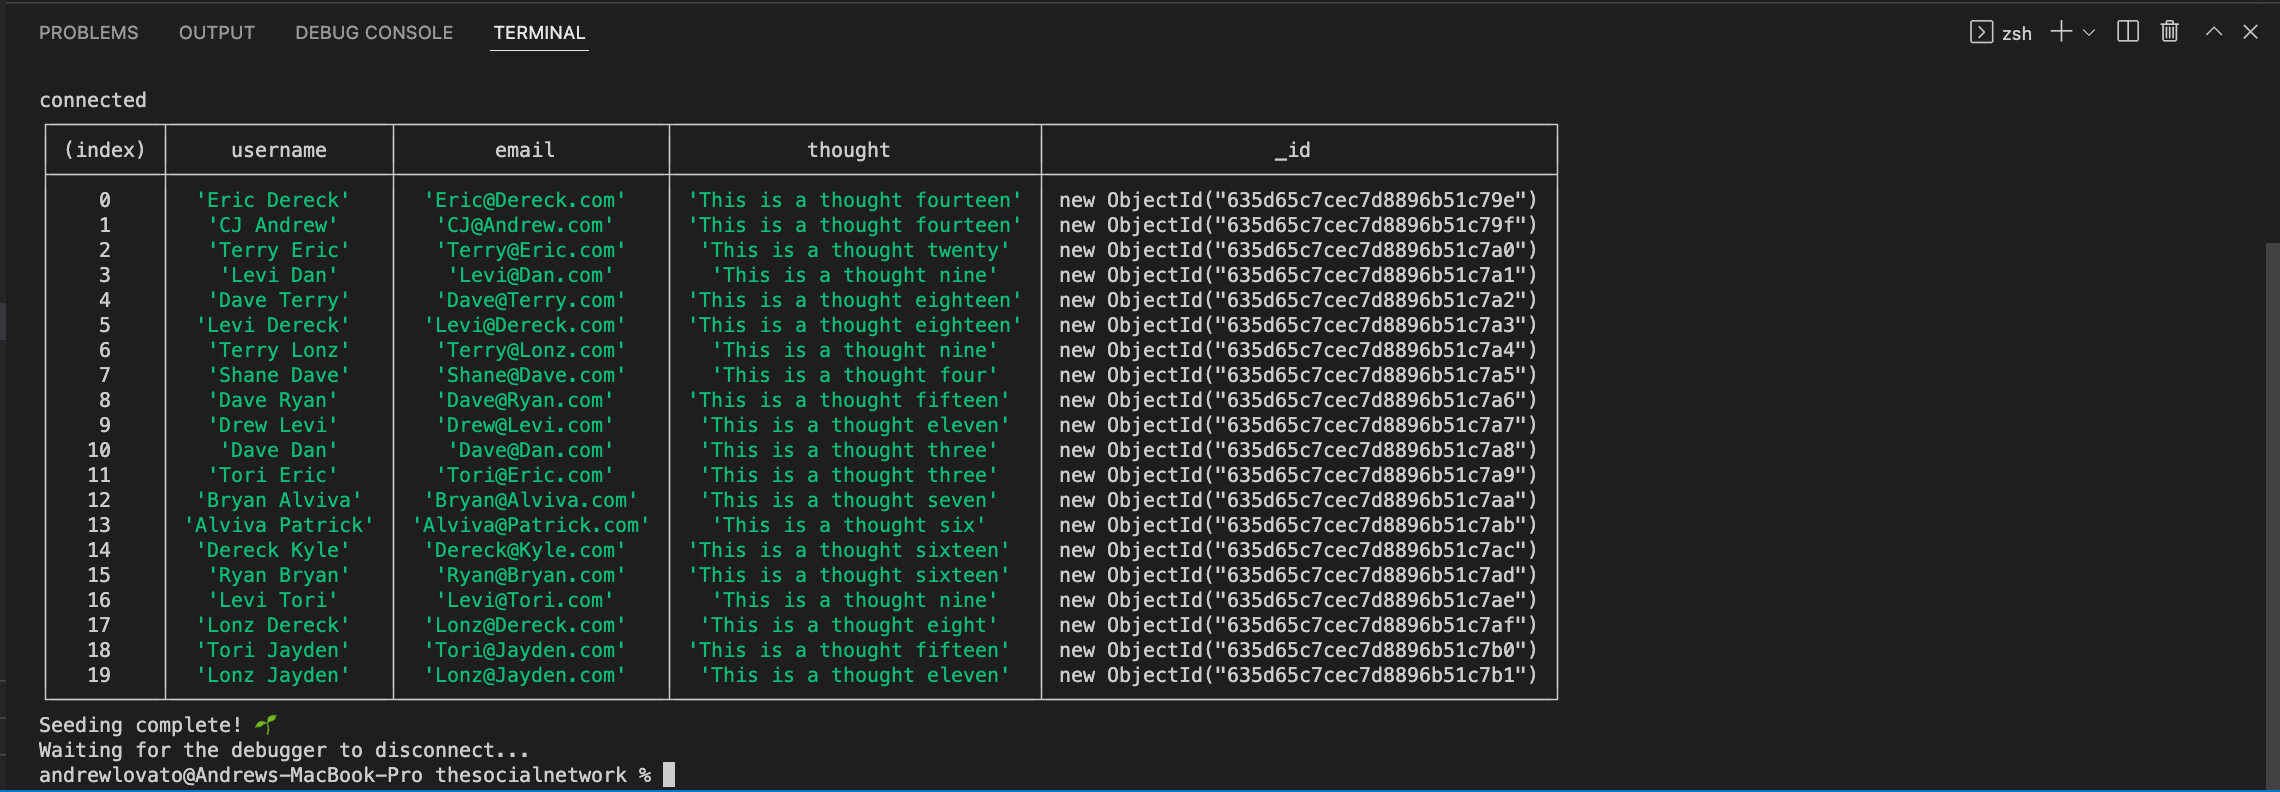 PROBLEMS OUTPUT DEBUG CONSOLE TERMINAL zsh
connected
(index) username email thought _id
0 'Eric Dereck' 'Eric@Dereck.com' 'This is a thought fourteen' new ObjectId("635d65c7cec7d8896b51c79e")
1 'CJ Andrew' 'CJ@Andrew.com' 'This is a thought fourteen' new ObjectId("635d65c7cec7d8896b51c79f")
2 'Terry Eric' 'Terry@Eric.com' 'This is a thought twenty' new ObjectId("635d65c7cec7d8896b51c7a0")
3 'Levi Dan' 'Levi@Dan.com' 'This is a thought nine' new ObjectId("635d65c7cec7d8896b51c7a1")
4 'Dave Terry' 'Dave@Terry.com' 'This is a thought eighteen' new ObjectId("635d65c7cec7d8896b51c7a2")
5 'Levi Dereck' 'Levi@Dereck.com' 'This is a thought eighteen' new ObjectId("635d65c7cec7d8896b51c7a3")
6 'Terry Lonz' 'Terry@Lonz.com' 'This is a thought nine' new ObjectId("635d65c7cec7d8896b51c7a4")
7 'Shane Dave' 'Shane@Dave.com' 'This is a thought four' new ObjectId("635d65c7cec7d8896b51c7a5")
8 'Dave Ryan' 'Dave@Ryan.com' 'This is a thought fifteen' new ObjectId("635d65c7cec7d8896b51c7a6")
9 'Drew Levi' 'Drew@Levi.com' 'This is a thought eleven' new ObjectId("635d65c7cec7d8896b51c7a7")
10 'Dave Dan' 'Dave@Dan.com' 'This is a thought three' new ObjectId("635d65c7cec7d8896b51c7a8")
11 'Tori Eric' 'Tori@Eric.com' 'This is a thought three' new ObjectId("635d65c7cec7d8896b51c7a9")
12 'Bryan Alviva' 'Bryan@Alviva.com' 'This is a thought seven' new ObjectId("635d65c7cec7d8896b51c7aa")
13 'Alviva Patrick' 'Alviva@Patrick.com' 'This is a thought six' new ObjectId("635d65c7cec7d8896b51c7ab")
14 'Dereck Kyle' 'Dereck@Kyle.com' 'This is a thought sixteen' new ObjectId("635d65c7cec7d8896b51c7ac")
15 'Ryan Bryan' 'Ryan@Bryan.com' 'This is a thought sixteen' new ObjectId("635d65c7cec7d8896b51c7ad")
16 'Levi Tori' 'Levi@Tori.com' 'This is a thought nine' new ObjectId("635d65c7cec7d8896b51c7ae")
17 'Lonz Dereck' 'Lonz@Dereck.com' 'This is a thought eight' new ObjectId("635d65c7cec7d8896b51c7af")
18 'Tori Jayden' 'Tori@Jayden.com' 'This is a thought fifteen' new ObjectId("635d65c7cec7d8896b51c7b0")
19 'Lonz Jayden' 'Lonz@Jayden.com' 'This is a thought eleven' new ObjectId("635d65c7cec7d8896b51c7b1")
Seeding complete! 🌱
Waiting for the debugger to disconnect...
andrewlovato@Andrews-MacBook-Pro thesocialnetwork %